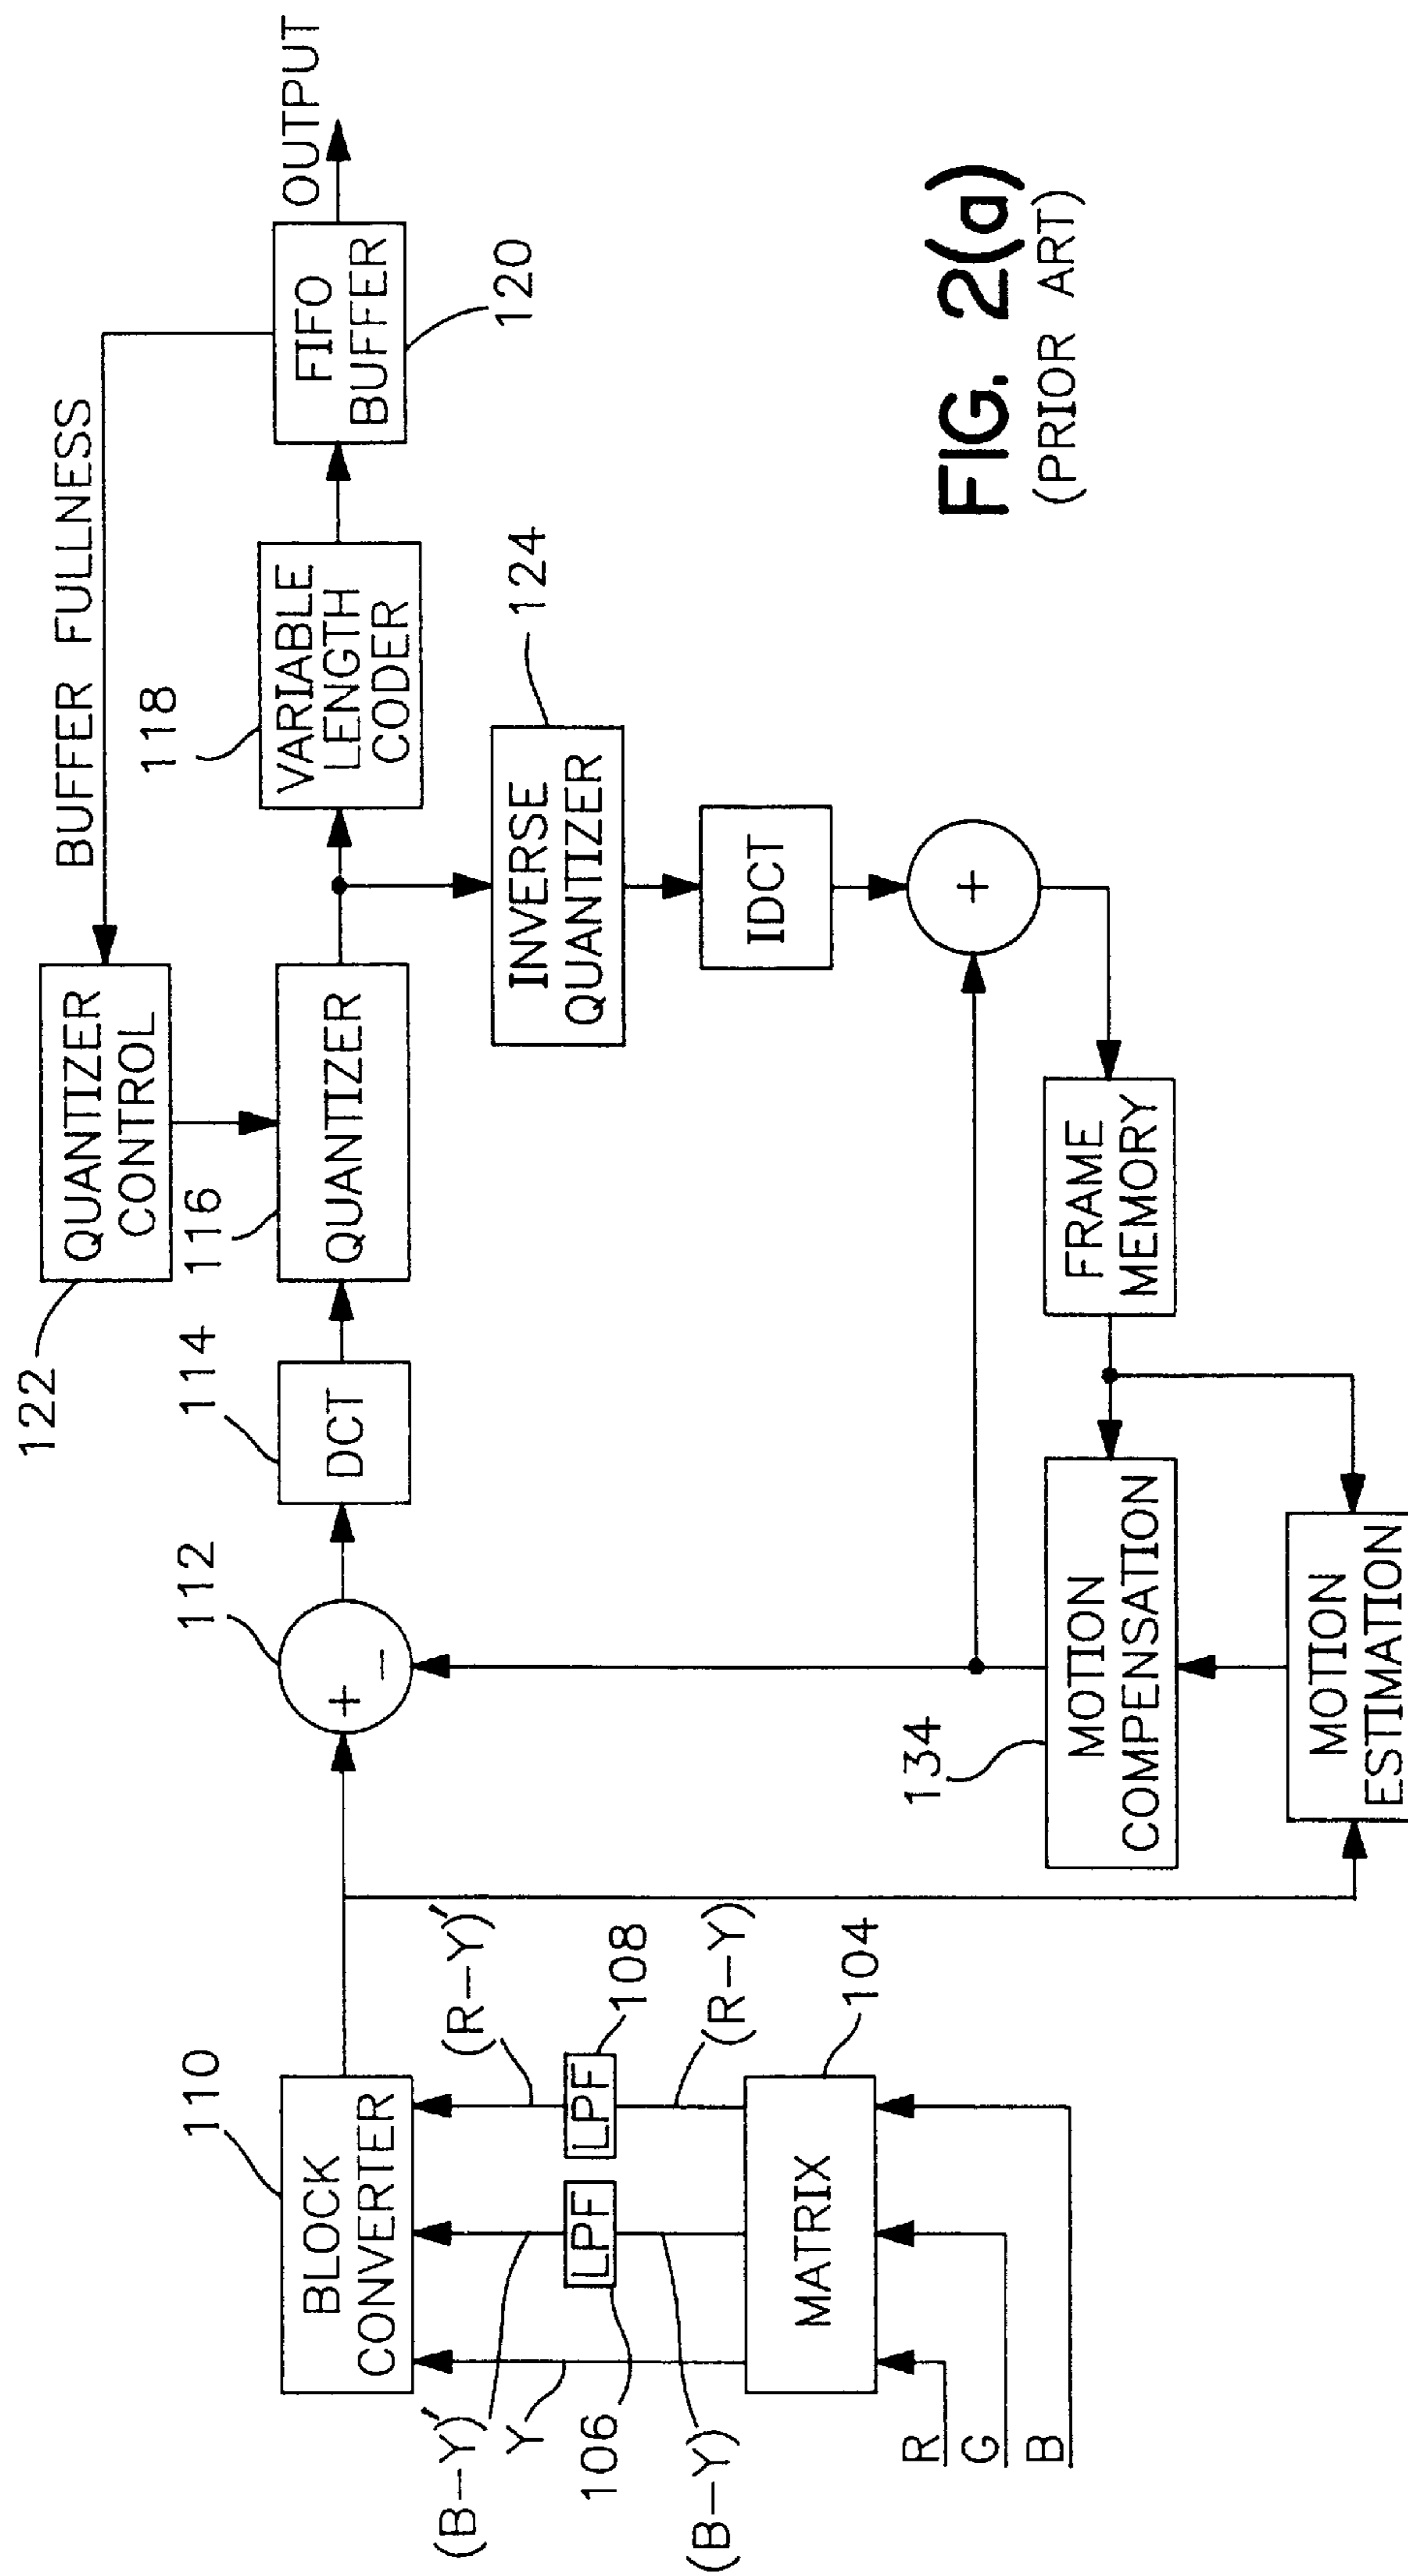 BUFFER FULLNESS
122
QUANTIZER
CONTROL
110
112
114
116
118
OUTPUT
BLOCK
CONVERTER
+
−
DCT
QUANTIZER
VARIABLE
LENGTH
CODER
FIFO
BUFFER
120
(B−Y)'
Y
(R−Y)'
106
LPF
LPF
108
124
INVERSE
QUANTIZER
(B−Y)
(R−Y)
IDCT
MATRIX
104
R
G
B
+
134
MOTION
COMPENSATION
FRAME
MEMORY
MOTION
ESTIMATION
FIG. 2(a)
(PRIOR ART)